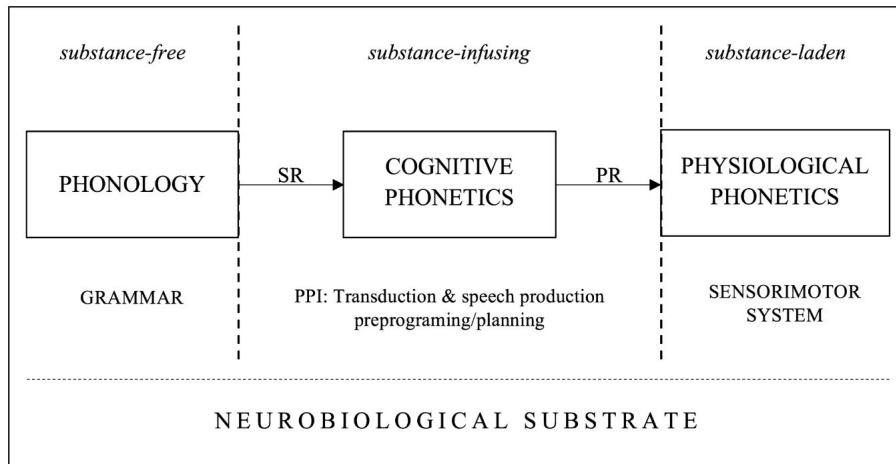 substance-free
substance-infusing
substance-laden
PHONOLOGY
SR
COGNITIVE
PHONETICS
PR
PHYSIOLOGICAL
PHONETICS
GRAMMAR
PPI: Transduction & speech production
preprograming/planning
SENSORIMOTOR
SYSTEM
NEUROBIOLOGICAL SUBSTRATE